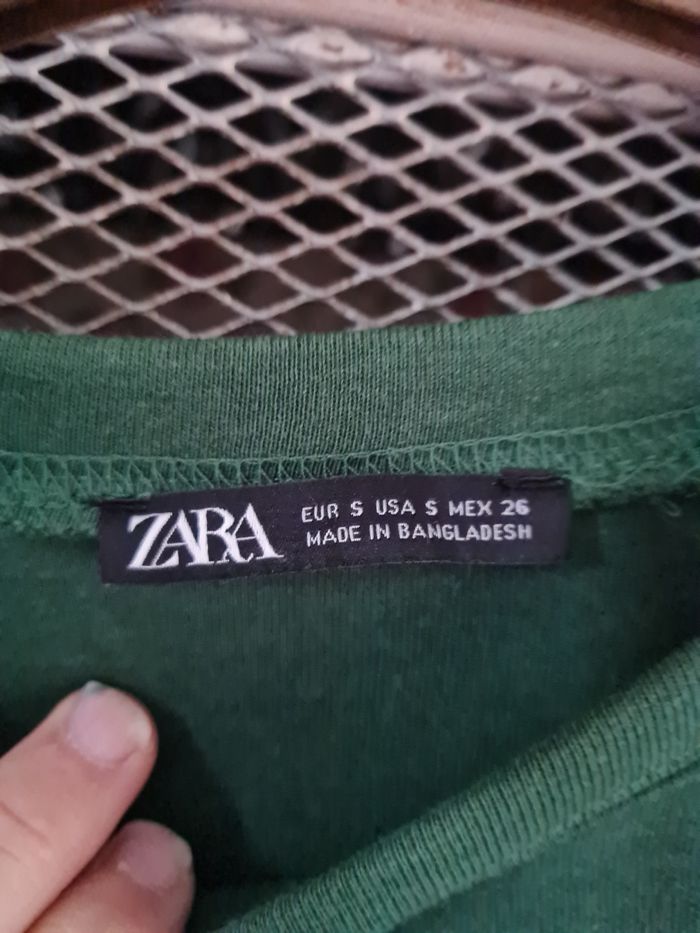 ZARA
EUR S USA S MEX 26
MADE IN BANGLADESH